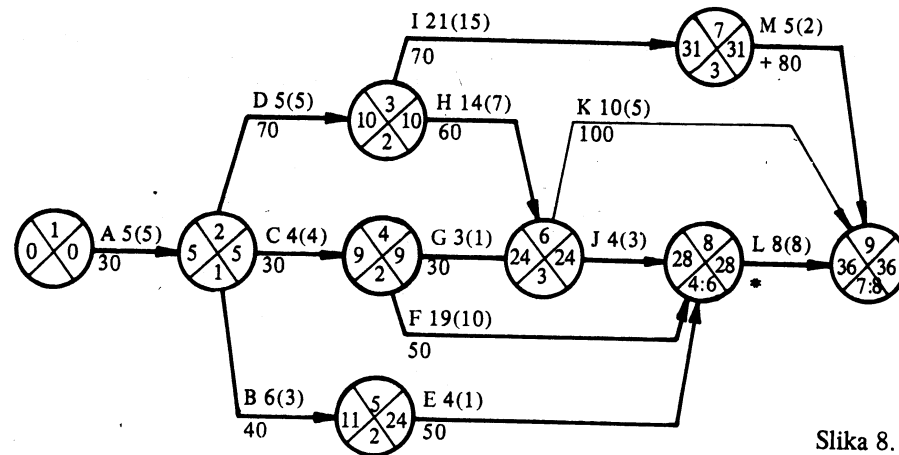 I 21(15)
70
7
31 31
3
M 5(2)
+ 80
D 5(5)
70
3
10 10
2
H 14(7)
60
K 10(5)
100
1
0 0
A 5(5)
30
2
5 5
1
C 4(4)
30
4
9 9
2
G 3(1)
30
6
24 24
3
J 4(3)
8
28 28
4:6
L 8(8)
*
9
36 36
7:8
F 19(10)
50
B 6(3)
40
5
11 24
2
E 4(1)
50
Slika 8.